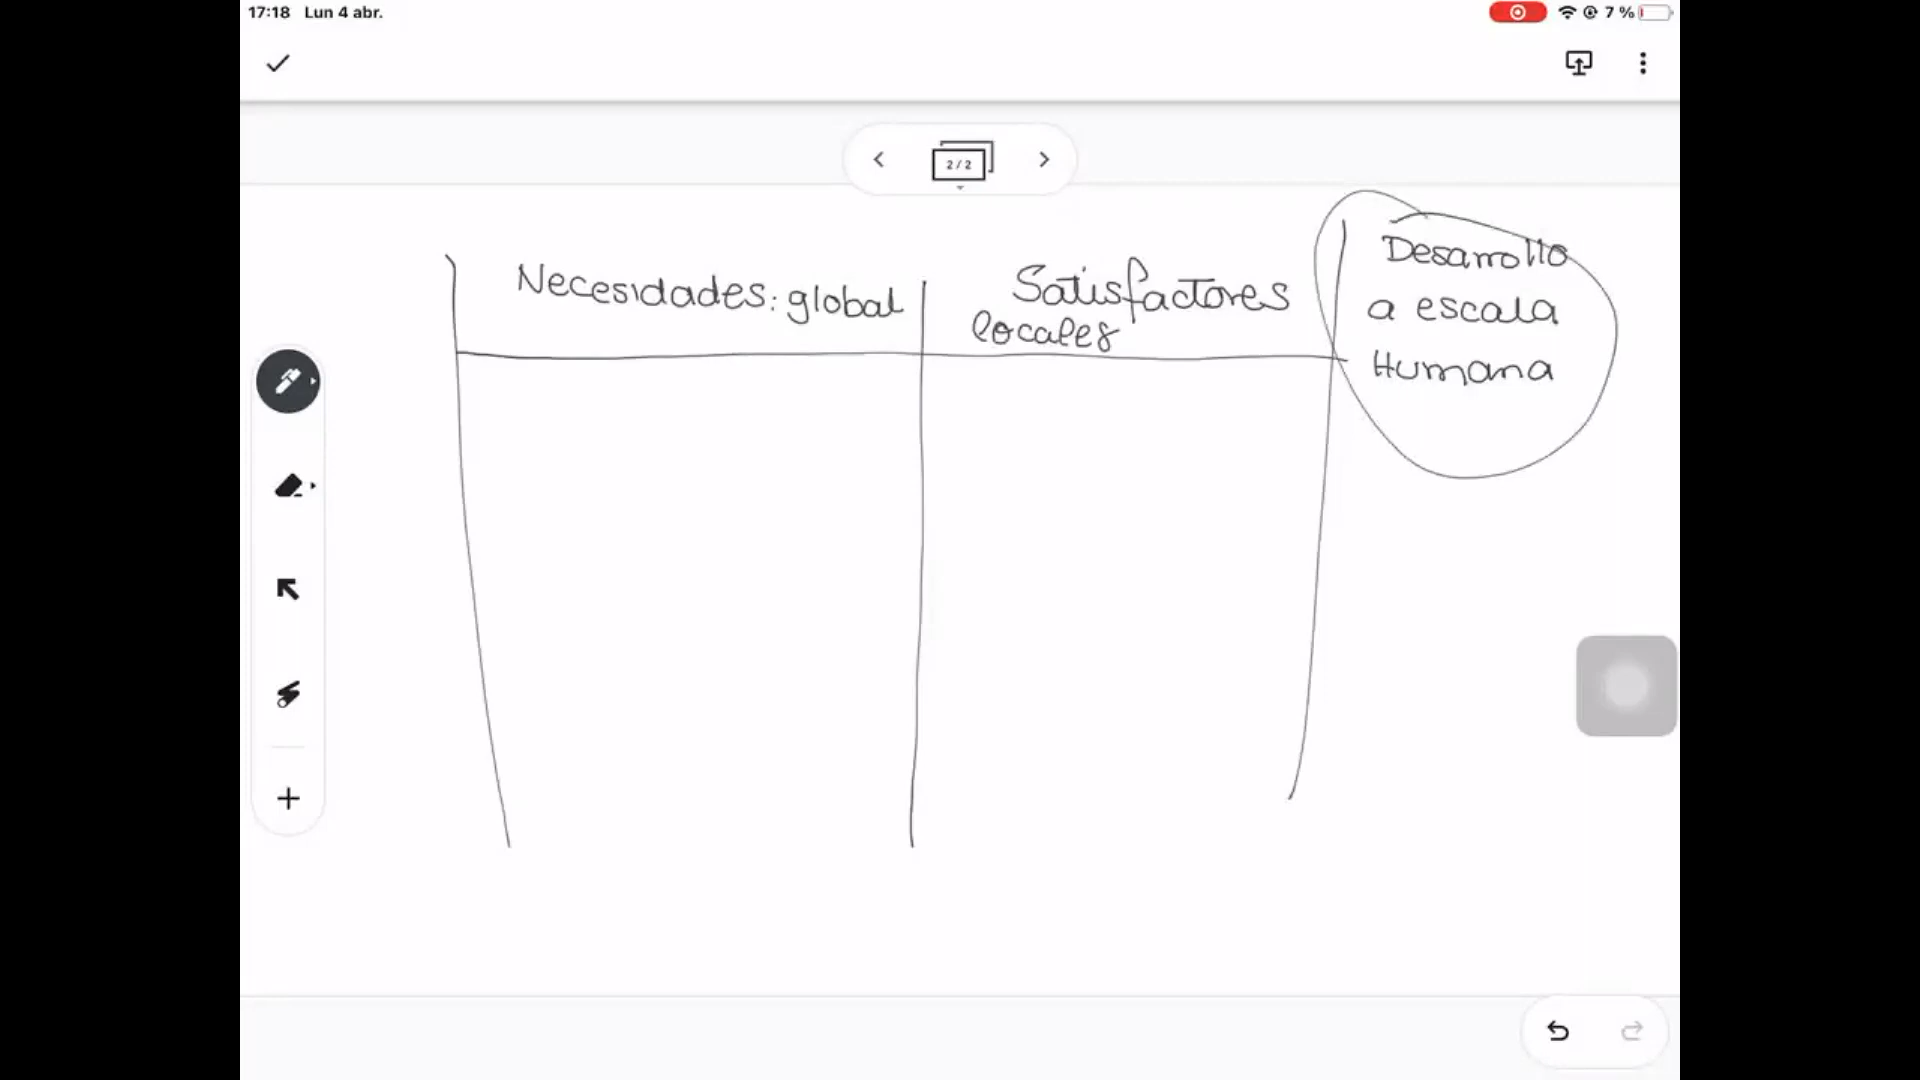 17:18 Lun 4 abr.
7 %
2 / 2
Necesidades: global
Satisfactores
locales
Desarrollo
a escala
Humana